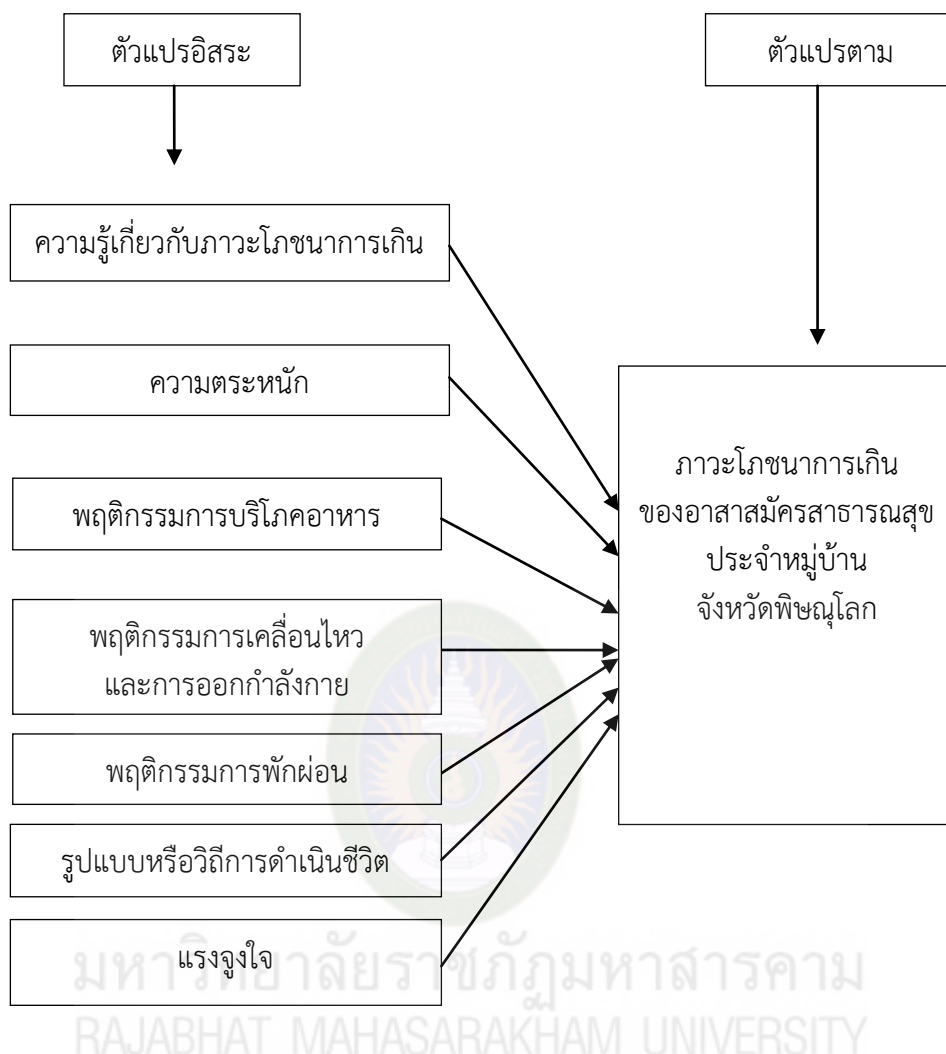 ตัวแปรอิสระ
ตัวแปรตาม
ความรู้เกี่ยวกับภาวะโภชนาการเกิน
ความตระหนัก
พฤติกรรมการบริโภคอาหาร
พฤติกรรมการเคลื่อนไหว
และการออกกำลังกาย
พฤติกรรมการพักผ่อน
รูปแบบหรือวิถีการดำเนินชีวิต
แรงจูงใจ
ภาวะโภชนาการเกิน
ของอาสาสมัครสาธารณสุข
ประจำหมู่บ้าน
จังหวัดพิษณุโลก
มหาวิทยาลัยราชภัฏมหาสารคาม
RAJABHAT MAHASARAKHAM UNIVERSITY